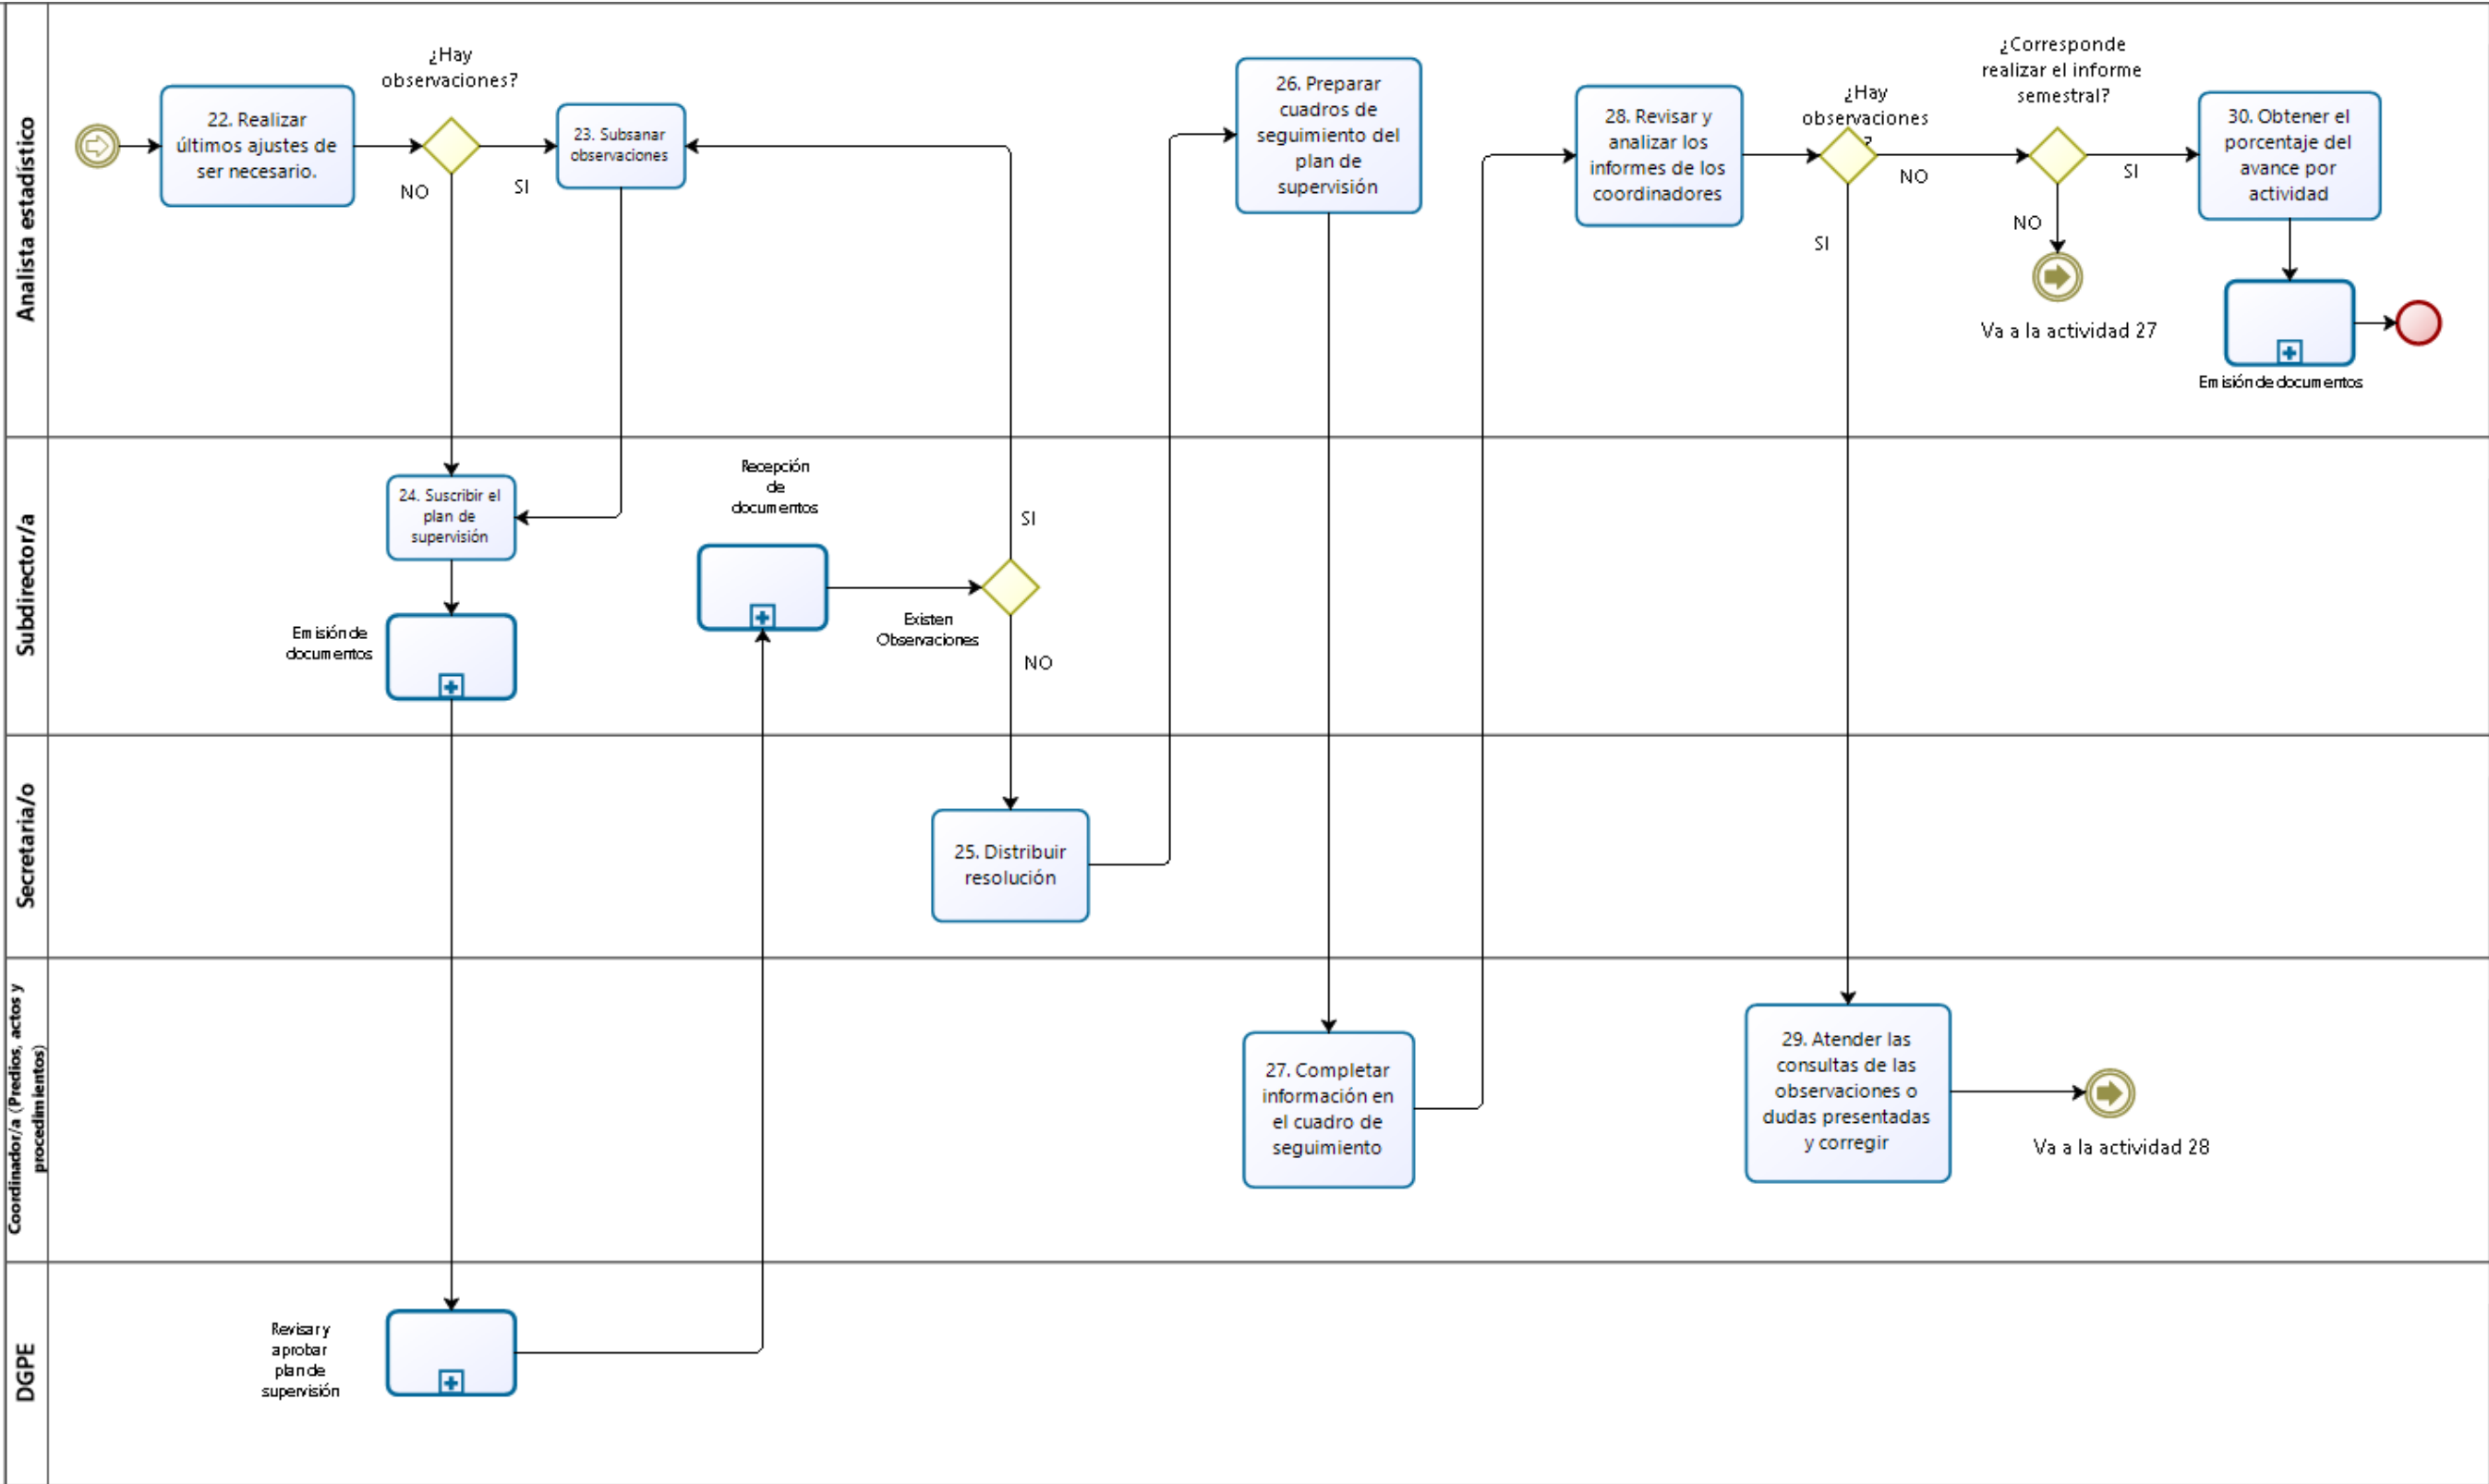 Analista estadístico
22. Realizar
últimos ajustes de
ser necesario.
¿Hay
observaciones?
NO
SI
23. Subsanar
observaciones
26. Preparar
cuadros de
seguimiento del
plan de
supervisión
28. Revisar y
analizar los
informes de los
coordinadores
¿Hay
observaciones
?
NO
SI
¿Corresponde
realizar el informe
semestral?
SI
NO
Va a la actividad 27
30. Obtener el
porcentaje del
avance por
actividad
Emisión de documentos
Subdirector/a
24. Suscribir el
plan de
supervisión
Emisión de
documentos
Recepción
de
documentos
Existen
Observaciones
SI
NO
Secretaria/o
25. Distribuir
resolución
Coordinador/a (Predios, actos y
procedimientos)
27. Completar
información en
el cuadro de
seguimiento
29. Atender las
consultas de las
observaciones o
dudas presentadas
y corregir
Va a la actividad 28
DGPE
Revisar y
aprobar
plan de
supervisión